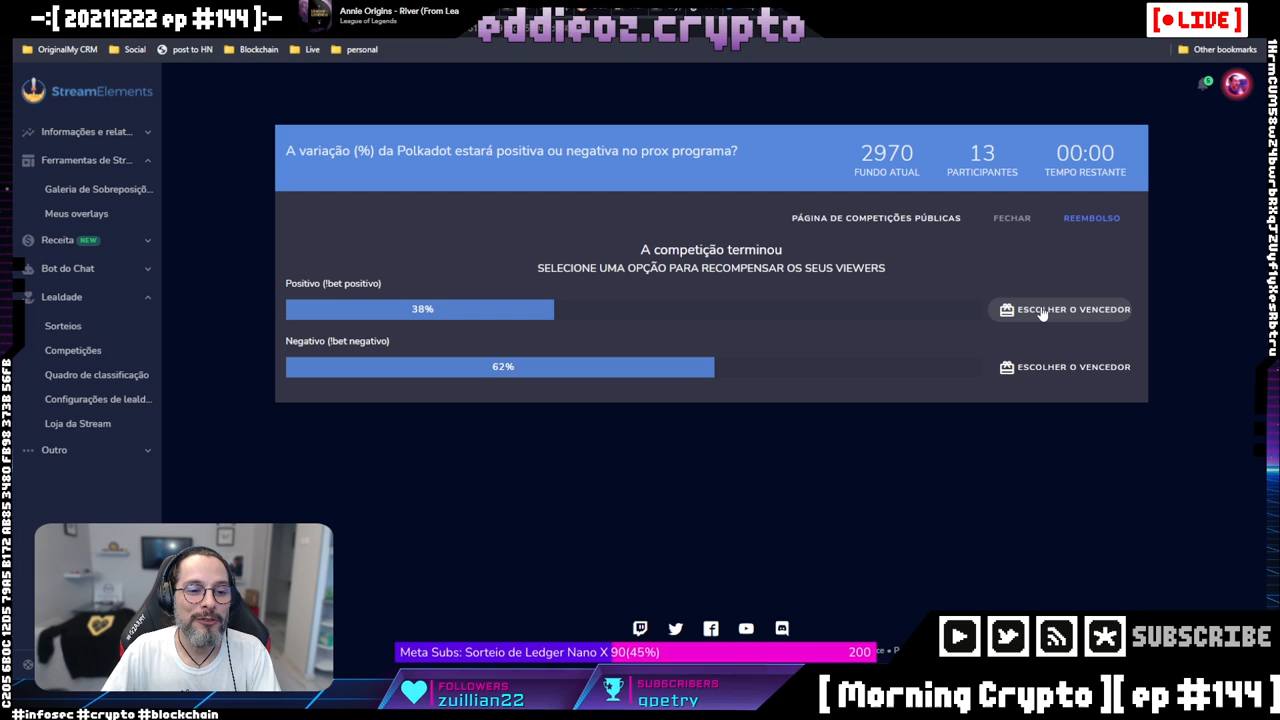 -:[ 20211222 ep #144 ]:-
Annie Origins - River (From Lea
League of Legends
eddieoz.crypto
[•LIVE]
OriginalMy CRM
Social
post to HN
Blockchain
Live
personal
Other bookmarks
StreamElements
5
Informações e relat...
Ferramentas de Str...
Galeria de Sobreposiçõ...
Meus overlays
Receita NEW
Bot do Chat
Lealdade
Sorteios
Competições
Quadro de classificação
Configurações de leald...
Loja da Stream
Outro
A variação (%) da Polkadot estará positiva ou negativa no prox programa?
2970
FUNDO ATUAL
13
PARTICIPANTES
00:00
TEMPO RESTANTE
PÁGINA DE COMPETIÇÕES PÚBLICAS
FECHAR
REEMBOLSO
A competição terminou
SELECIONE UMA OPÇÃO PARA RECOMPENSAR OS SEUS VIEWERS
Positivo (!bet positivo)
38%
ESCOLHER O VENCEDOR
Negativo (!bet negativo)
62%
ESCOLHER O VENCEDOR
Meta Subs: Sorteio de Ledger Nano X 90(45%)
200
FOLLOWERS
zuillian22
SUBSCRIBERS
gpetry
SUBSCRIBE
[ Morning Crypto ][ ep #144 ]
#infosec #crypto #blockchain